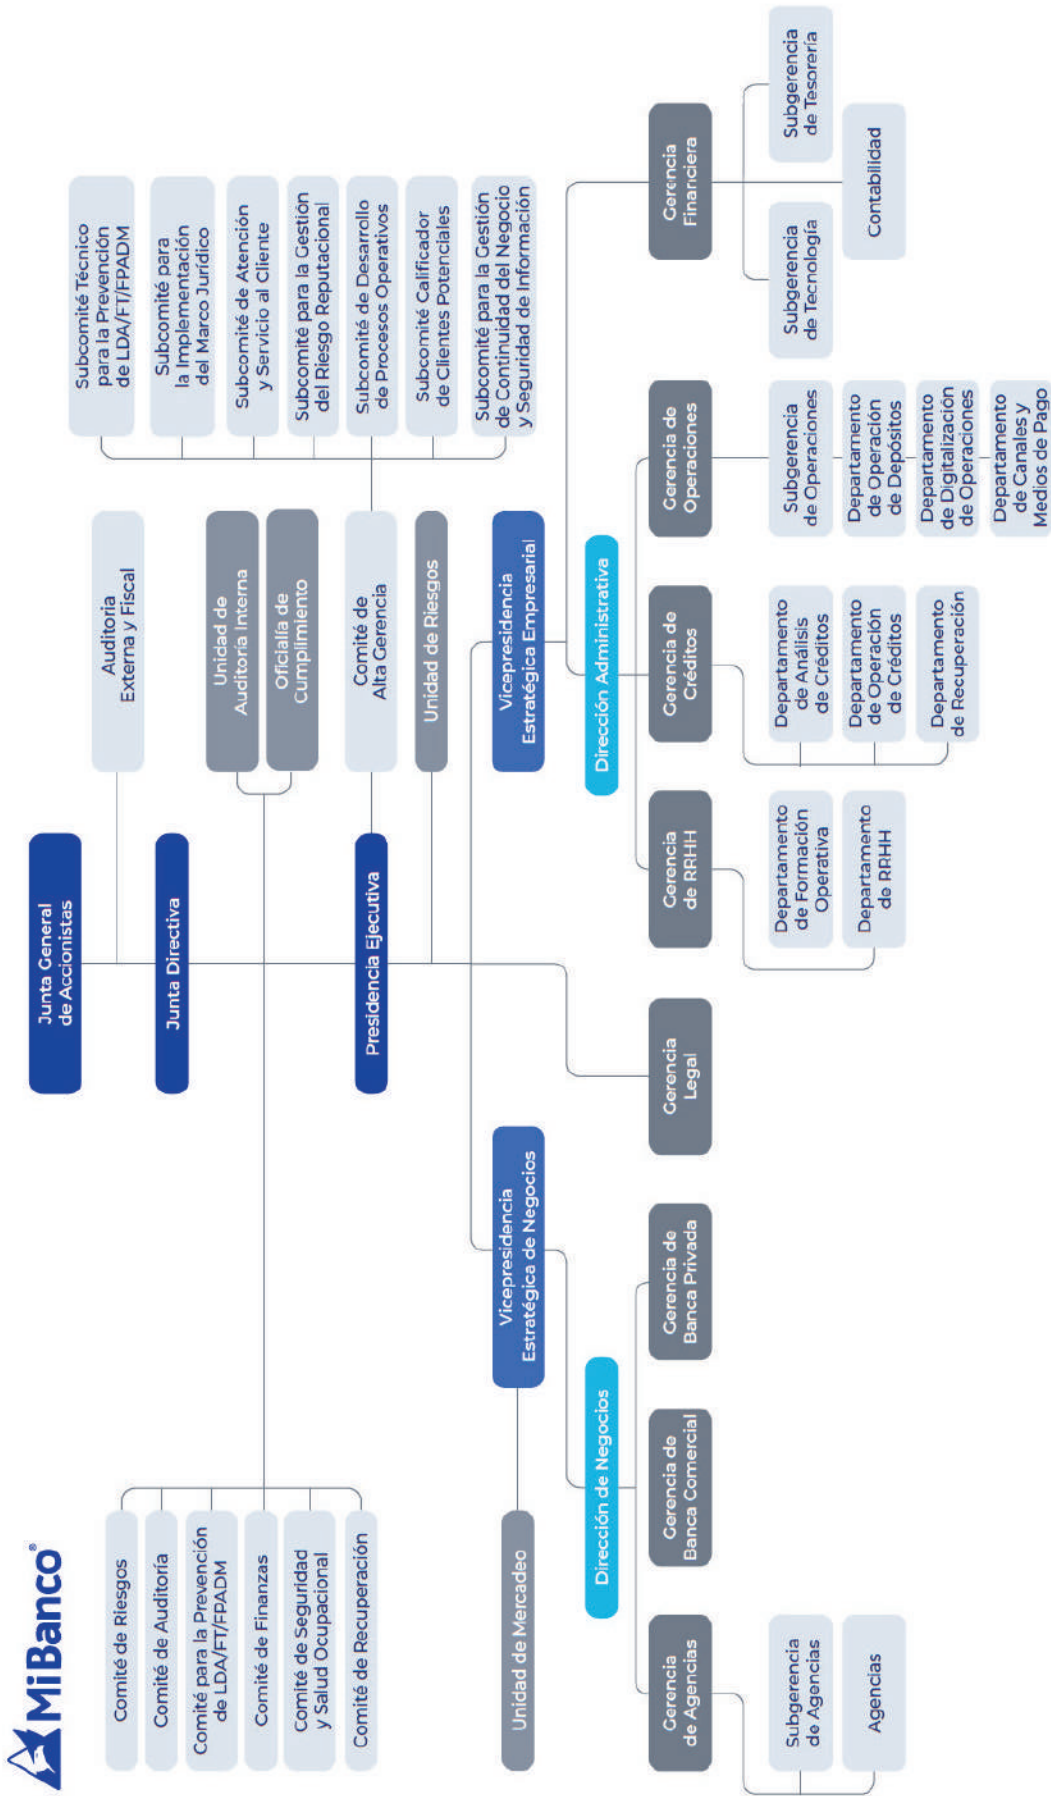 MiBanco®
Junta General
de Accionistas
Auditoria
Externa y Fiscal
Junta Directiva
Comité de Riesgos
Comité de Auditoría
Comité para la Prevención
de LDA/FT/FPADM
Comité de Finanzas
Comité de Seguridad
y Salud Ocupacional
Comité de Recuperación
Unidad de
Auditoría Interna
Oficialía de
Cumplimiento
Presidencia Ejecutiva
Comité de
Alta Gerencia
Subcomité Técnico
para la Prevención
de LDA/FT/FPADM
Subcomité para
la Implementación
del Marco Jurídico
Subcomité de Atención
y Servicio al Cliente
Subcomité para la Gestión
del Riesgo Reputacional
Subcomité de Desarrollo
de Procesos Operativos
Subcomité Calificador
de Clientes Potenciales
Subcomité para la Gestión
de Continuidad del Negocio
y Seguridad de Información
Unidad de Riesgos
Unidad de Mercadeo
Vicepresidencia
Estratégica de Negocios
Vicepresidencia
Estratégica Empresarial
Dirección de Negocios
Dirección Administrativa
Gerencia
de Agencias
Gerencia de
Banca Comercial
Gerencia de
Banca Privada
Gerencia
Legal
Gerencia
de RRHH
Gerencia de
Créditos
Gerencia de
Operaciones
Gerencia
Financiera
Subgerencia
de Agencias
Agencias
Departamento
de Formación
Operativa
Departamento
de RRHH
Departamento
de Análisis
de Créditos
Departamento
de Operación
de Créditos
Departamento
de Recuperación
Subgerencia
de Operaciones
Departamento
de Operación
de Depósitos
Departamento
de Digitalización
de Operaciones
Departamento
de Canales y
Medios de Pago
Subgerencia
de Tecnología
Subgerencia
de Tesorería
Contabilidad